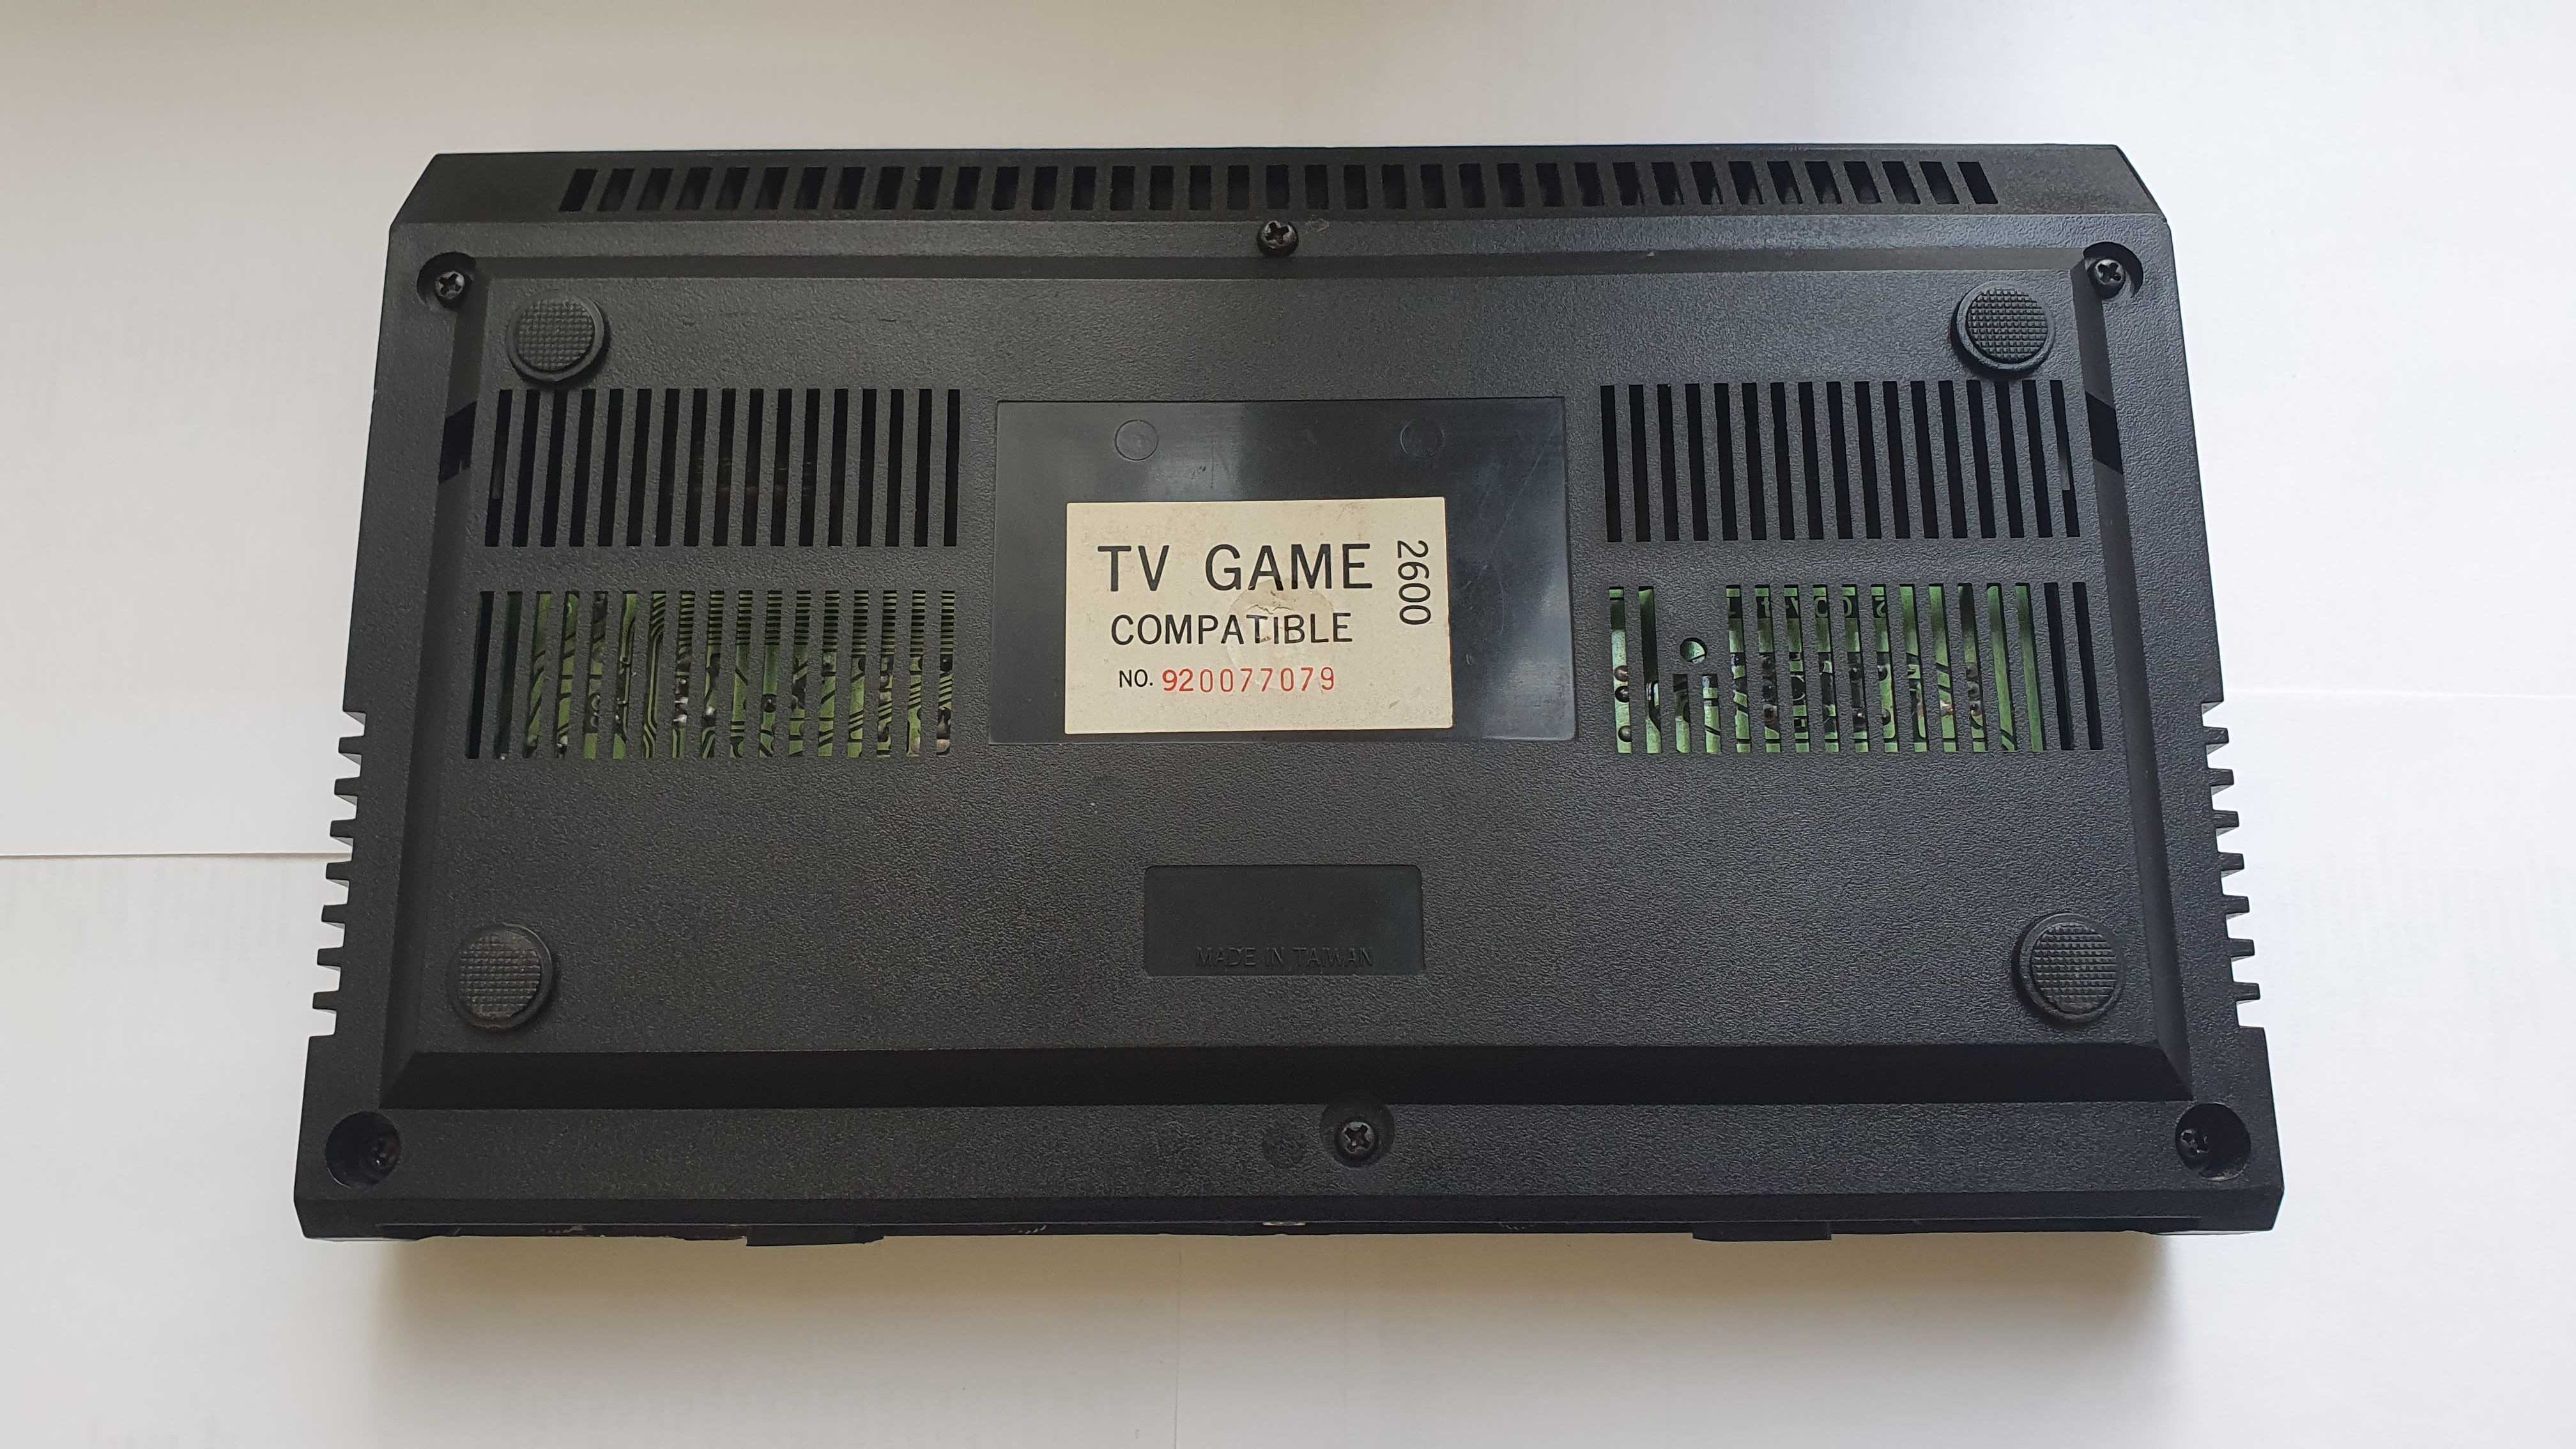 TV GAME
2600
COMPATIBLE
NO. 920077079
MADE IN TAIWAN